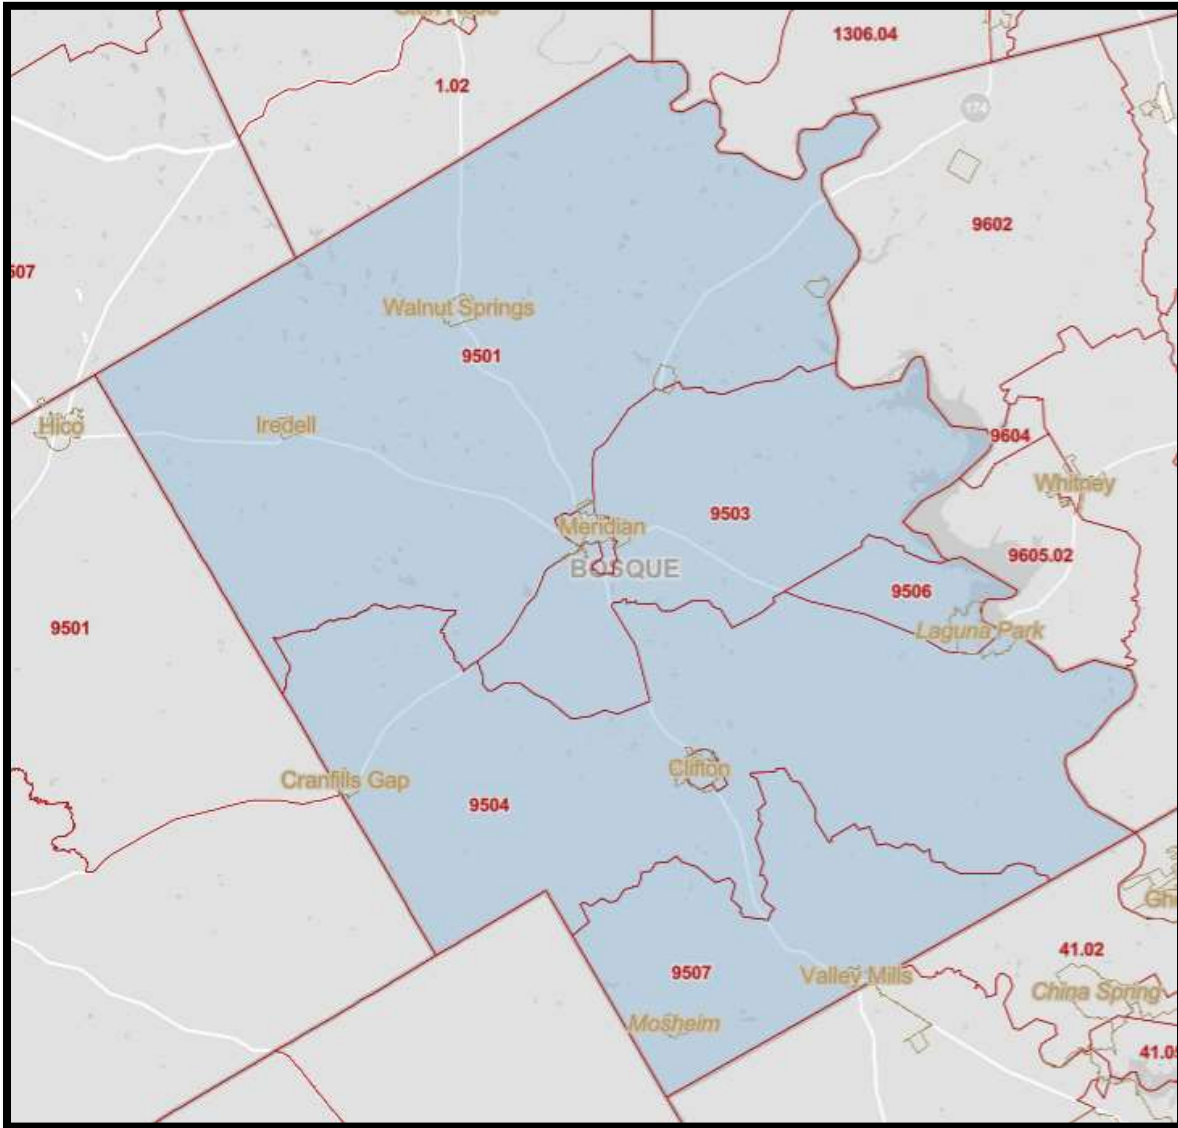 1306.04
1.02
174
9602
507
Walnut Springs
9501
Hico
Iredell
9604
Whitney
9503
Meridian
9605.02
BOSQUE
9506
9501
Laguna Park
Clifton
Cranfills Gap
9504
41.02
9507
Valley Mills
China Spring
Mosheim